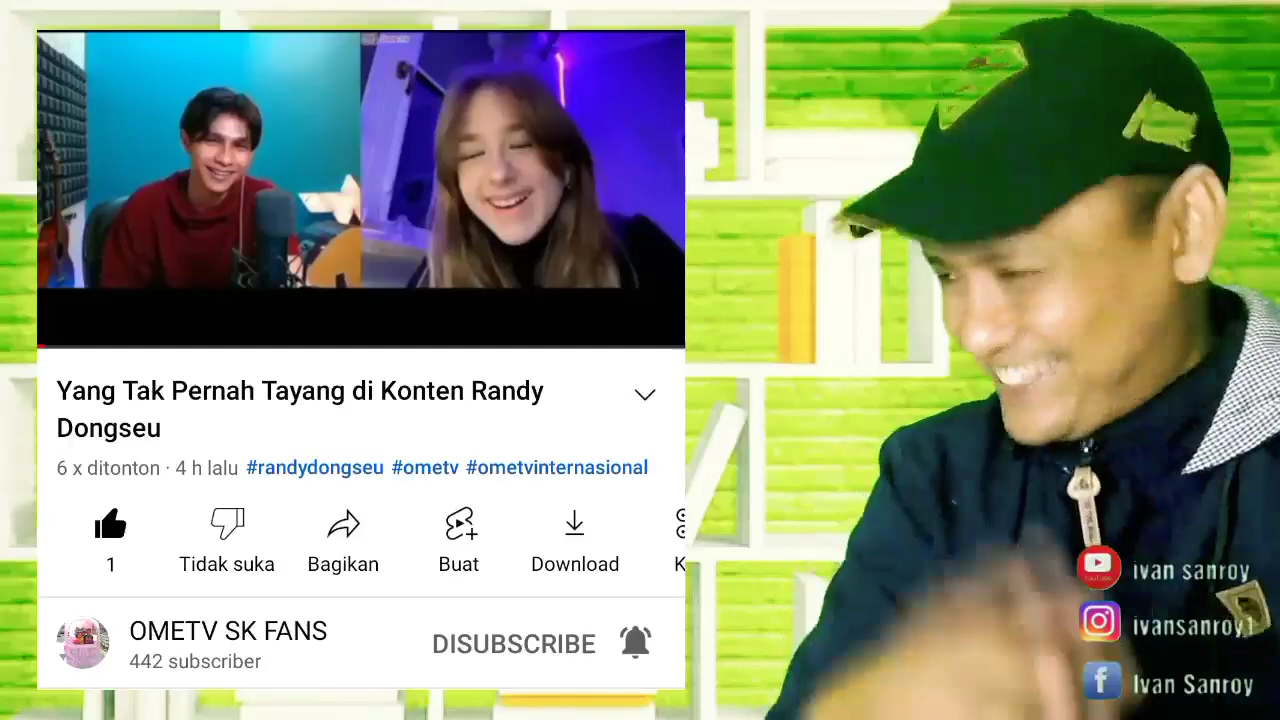 Yang Tak Pernah Tayang di Konten Randy
Dongseu
6 x ditonton · 4 h lalu #randydongseu #ometv #ometvinternasional
1 Tidak suka Bagikan Buat Download K
OMETV SK FANS
442 subscriber
DISUBSCRIBE
YouTube
ivan sanroy
ivansanroy1
Ivan Sanroy